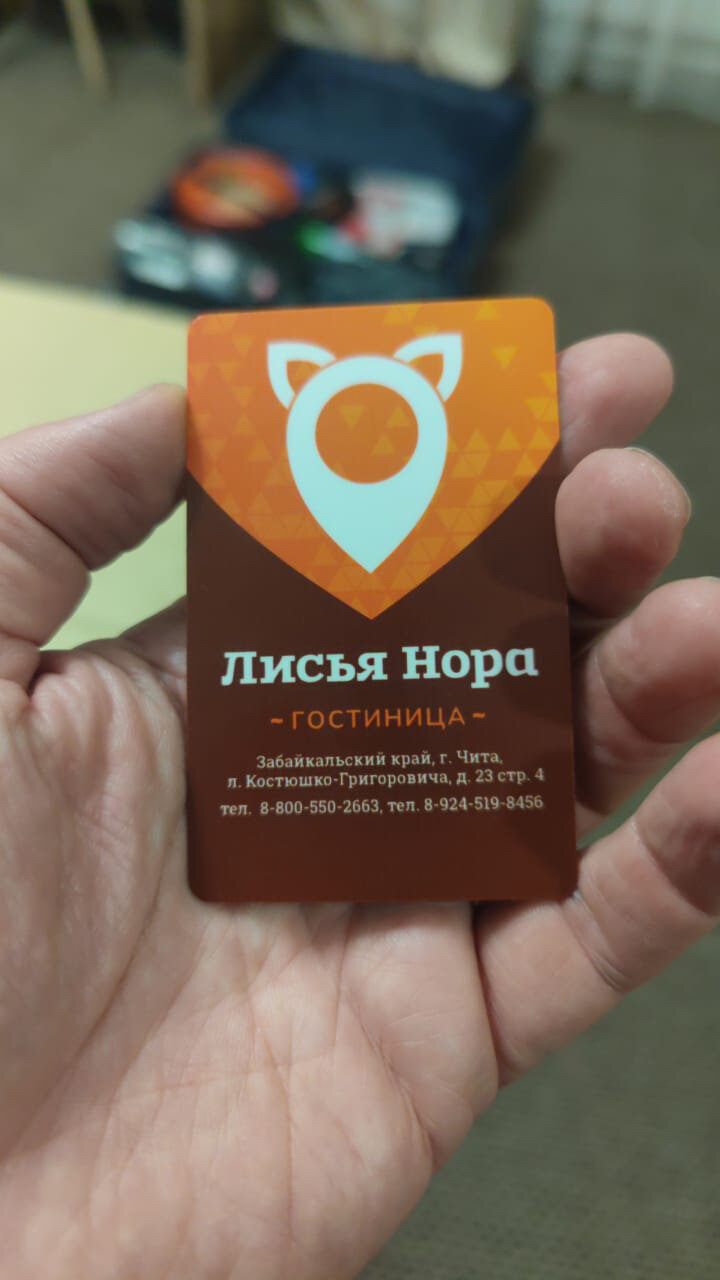 Лисья Нора
~ГОСТИНИЦА~
Забайкальский край, г. Чита,
л. Костюшко-Григоровича, д. 23 стр. 4
тел. 8-800-550-2663, тел. 8-924-519-8456